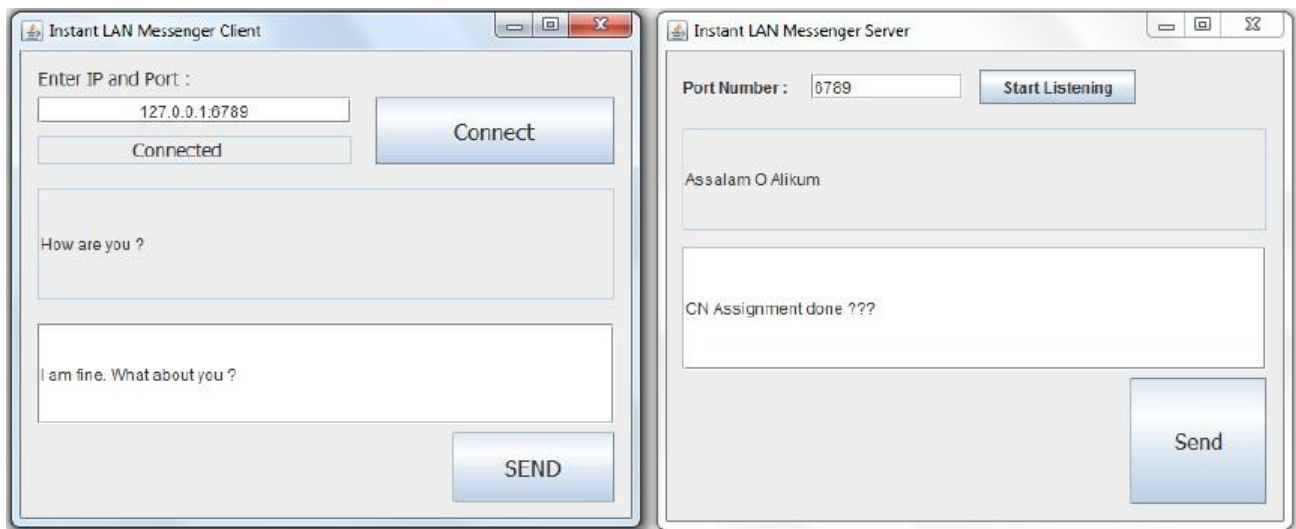 Instant LAN Messenger Client
Enter IP and Port :
127.0.0.1:6789
Connect
Connected
How are you ?
I am fine. What about you ?
SEND
Instant LAN Messenger Server
Port Number :
6789
Start Listening
Assalam O Alikum
CN Assignment done ???
Send